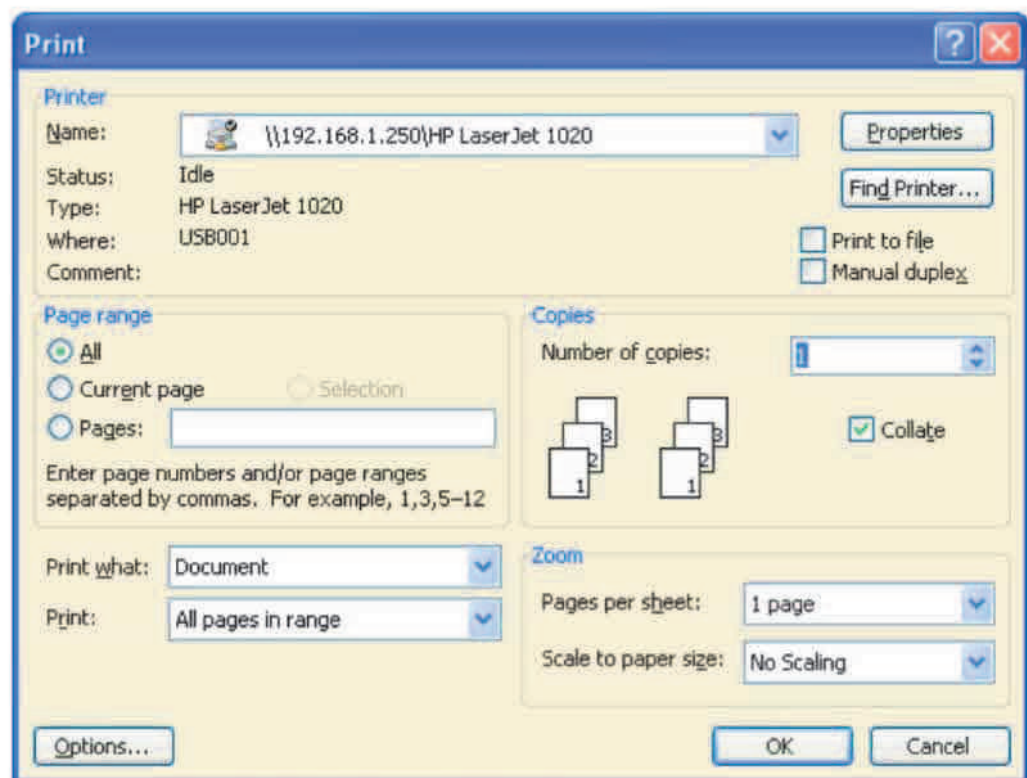 Print
Printer
Name: \\192.168.1.250\HP LaserJet 1020 Properties
Status: Idle Find Printer...
Type: HP LaserJet 1020
Where: USB001 Print to file
Comment: Manual duplex
Page range
All
Current page Selection
Pages:
Enter page numbers and/or page ranges
separated by commas. For example, 1,3,5–12
Copies
Number of copies: 1
1 2 3 1 2 3
Collate
Print what: Document
Print: All pages in range
Zoom
Pages per sheet: 1 page
Scale to paper size: No Scaling
Options... OK Cancel